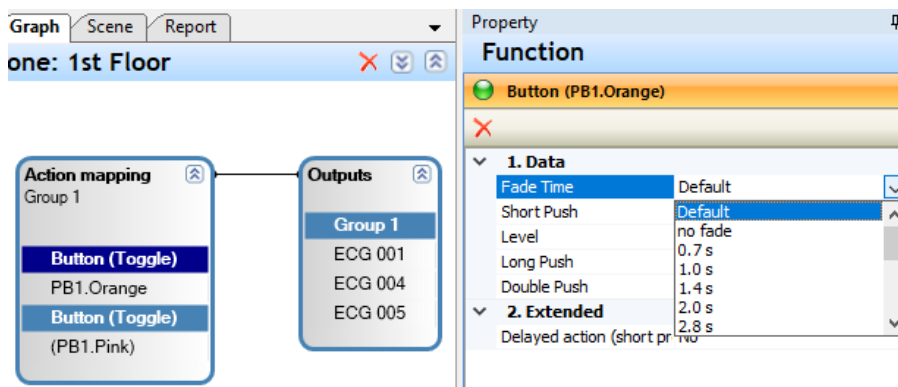 Graph Scene Report
one: 1st Floor
Action mapping
Group 1
Button (Toggle)
PB1.Orange
Button (Toggle)
(PB1.Pink)
Outputs
Group 1
ECG 001
ECG 004
ECG 005
Property
Function
Button (PB1.Orange)
1. Data
Fade Time Default
Short Push
Level
Long Push
Double Push
Default
no fade
0.7 s
1.0 s
1.4 s
2.0 s
2.8 s
2. Extended
Delayed action (short pr No